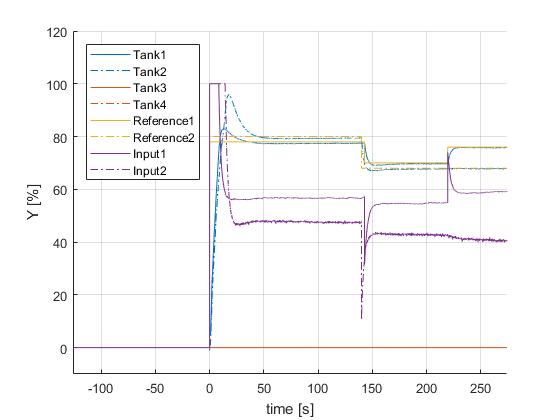 120
100
80
60
40
20
0
Y [%]
Tank1
Tank2
Tank3
Tank4
Reference1
Reference2
Input1
Input2
-100 -50 0 50 100 150 200 250
time [s]